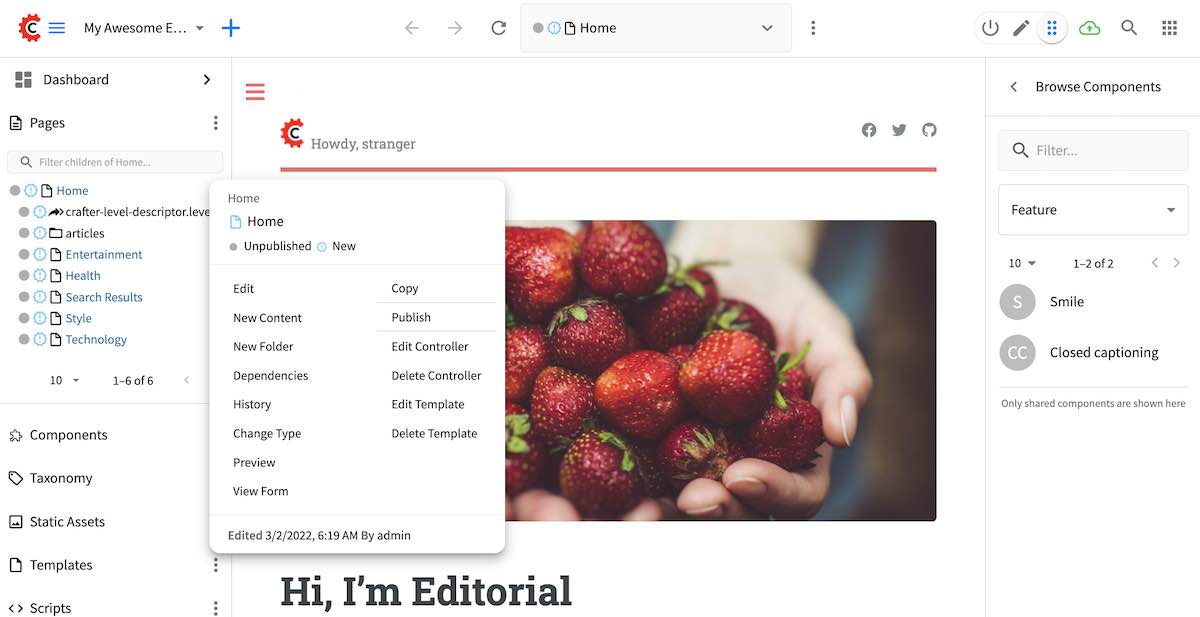 My Awesome E...
Home
Dashboard
Pages
Filter children of Home...
Home
crafter-level-descriptor.leve
articles
Entertainment
Health
Search Results
Style
Technology
10
1–6 of 6
Components
Taxonomy
Static Assets
Templates
Scripts
C
Howdy, stranger
Home
Home
Unpublished
New
Edit
New Content
New Folder
Dependencies
History
Change Type
Preview
View Form
Copy
Publish
Edit Controller
Delete Controller
Edit Template
Delete Template
Edited 3/2/2022, 6:19 AM By admin
Hi, I’m Editorial
Browse Components
Filter...
Feature
10
1–2 of 2
S
Smile
CC
Closed captioning
Only shared components are shown here